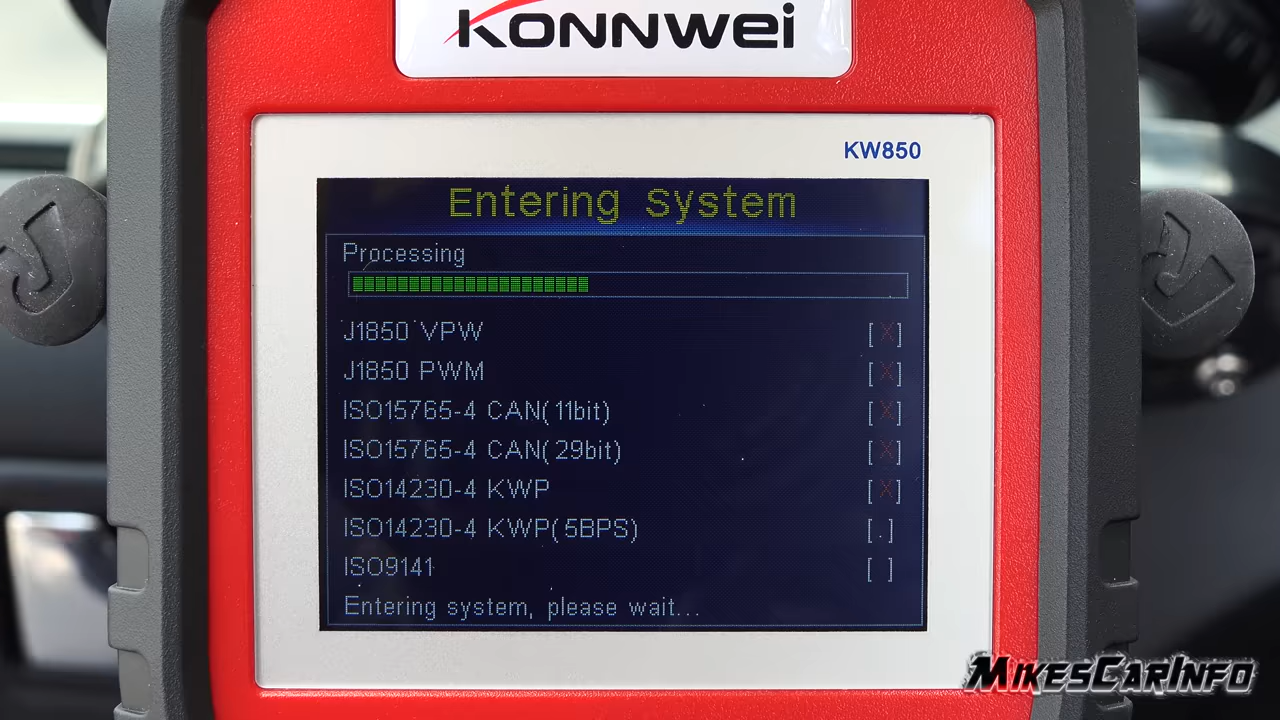 KONNWEI
KW850
Entering System
Processing
J1850 VPW [X]
J1850 PWM [X]
ISO15765-4 CAN(11bit) [X]
ISO15765-4 CAN(29bit) [X]
ISO14230-4 KWP [X]
ISO14230-4 KWP(5BPS) [.]
ISO9141 [ ]
Entering system, please wait...
MIKESCARINFO